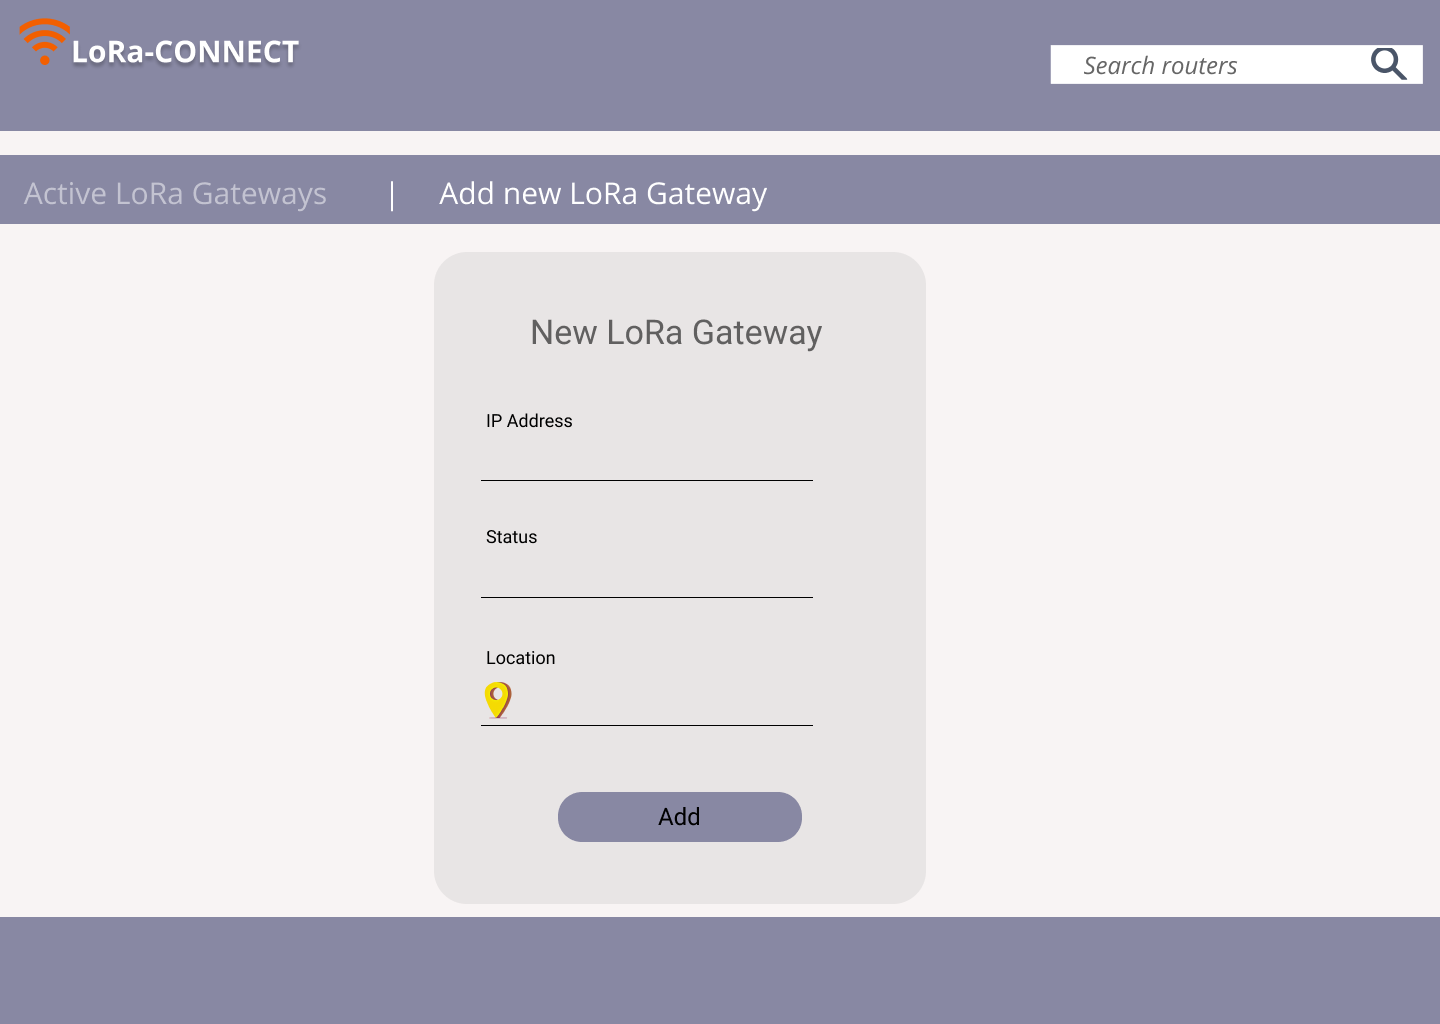 LoRa-CONNECT
Search routers
Active LoRa Gateways | Add new LoRa Gateway
New LoRa Gateway
IP Address
Status
Location
Add